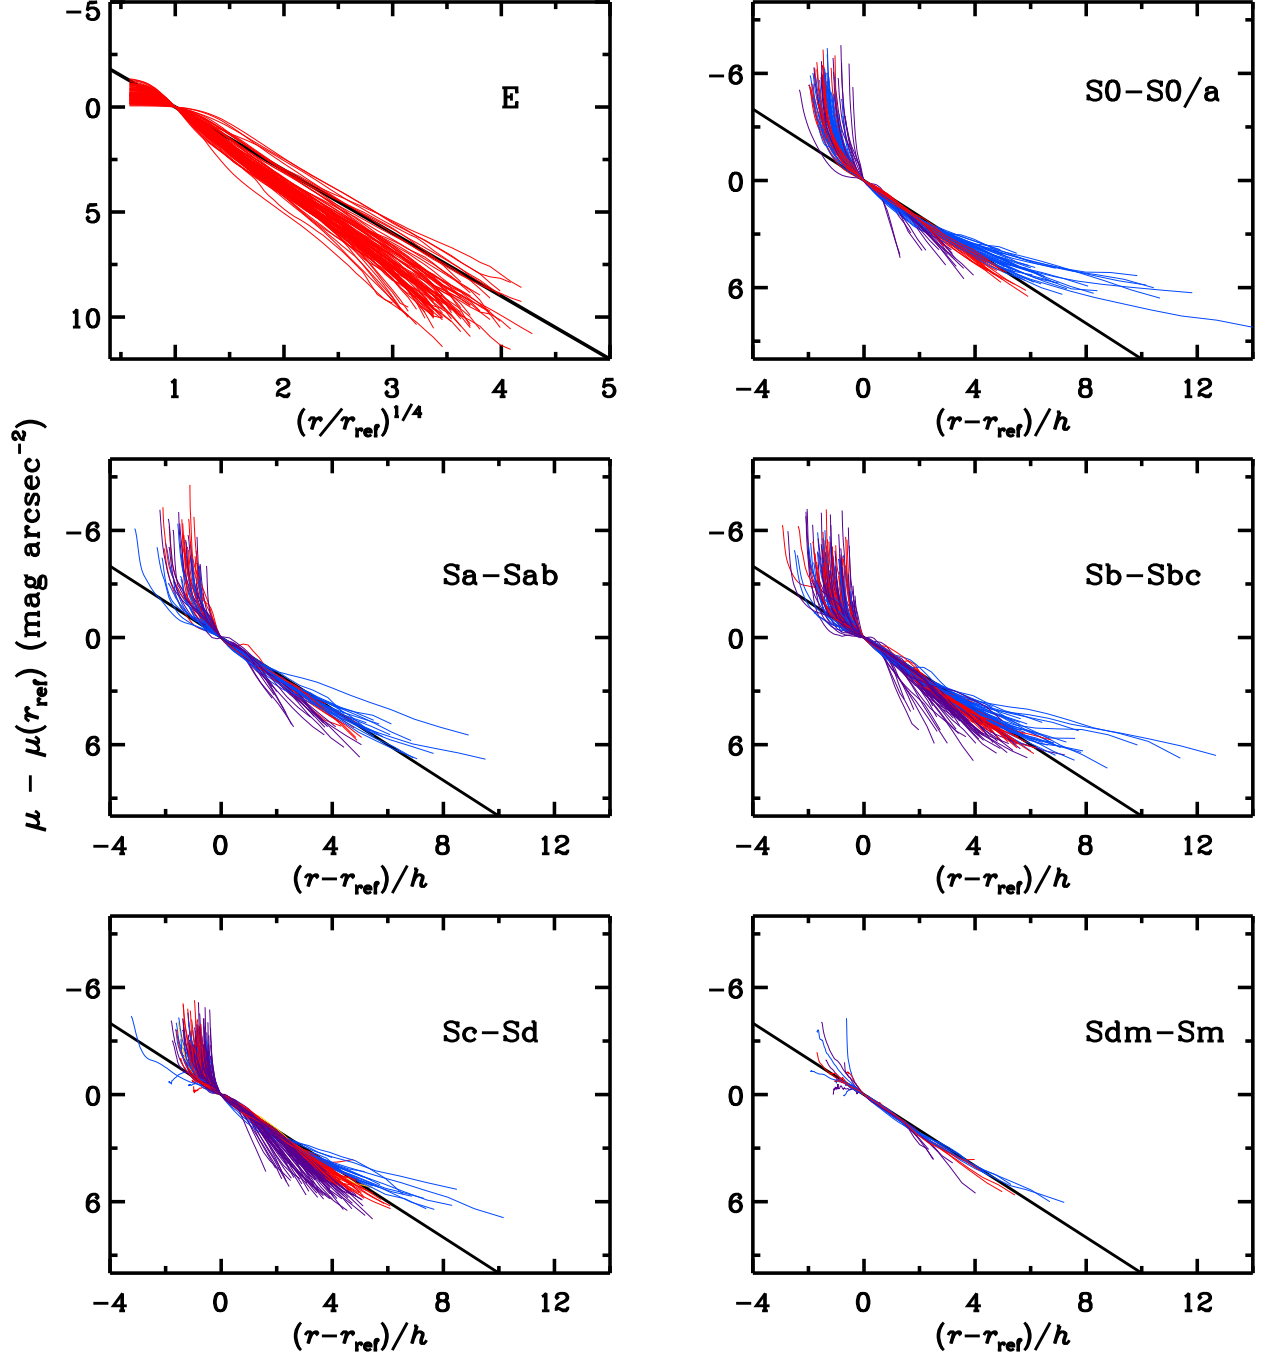 −5
0
5
10
E
1 2 3 4 5
(r/r_ref)^1/4
−6
0
6
S0−S0/a
−4 0 4 8 12
(r−r_ref)/h
μ − μ(r_ref) (mag arcsec^−2)
−6
0
6
Sa−Sab
−4 0 4 8 12
(r−r_ref)/h
−6
0
6
Sb−Sbc
−4 0 4 8 12
(r−r_ref)/h
−6
0
6
Sc−Sd
−4 0 4 8 12
(r−r_ref)/h
−6
0
6
Sdm−Sm
−4 0 4 8 12
(r−r_ref)/h